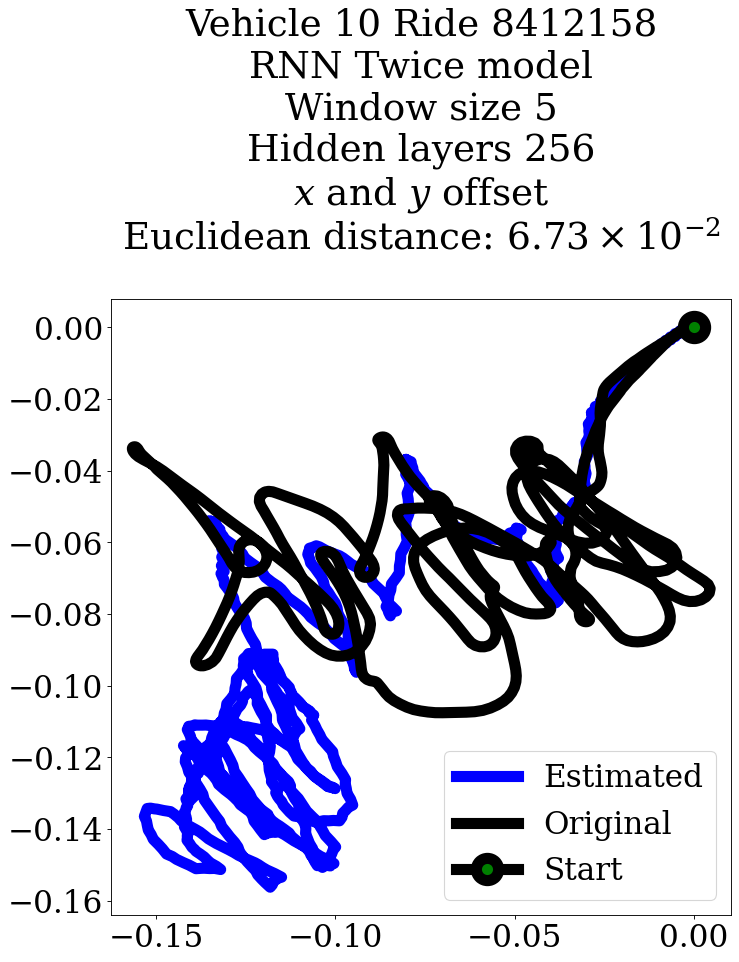 Vehicle 10 Ride 8412158
RNN Twice model
Window size 5
Hidden layers 256
x and y offset
Euclidean distance: 6.73 × 10⁻²
0.00
−0.02
−0.04
−0.06
−0.08
−0.10
−0.12
−0.14
−0.16
Estimated
Original
Start
−0.15
−0.10
−0.05
0.00